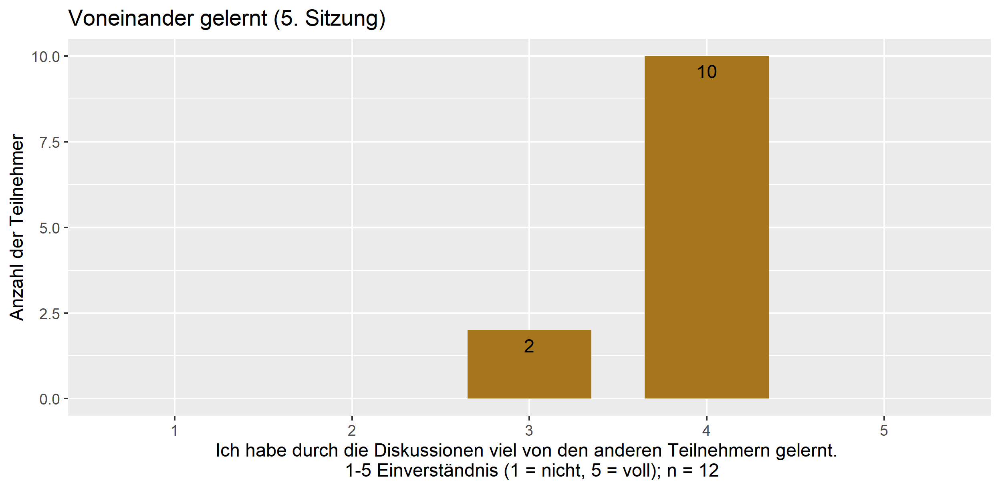 Voneinander gelernt (5. Sitzung)
Anzahl der Teilnehmer
10.0
7.5
5.0
2.5
0.0
10
2
1 2 3 4 5
Ich habe durch die Diskussionen viel von den anderen Teilnehmern gelernt.
1-5 Einverständnis (1 = nicht, 5 = voll); n = 12